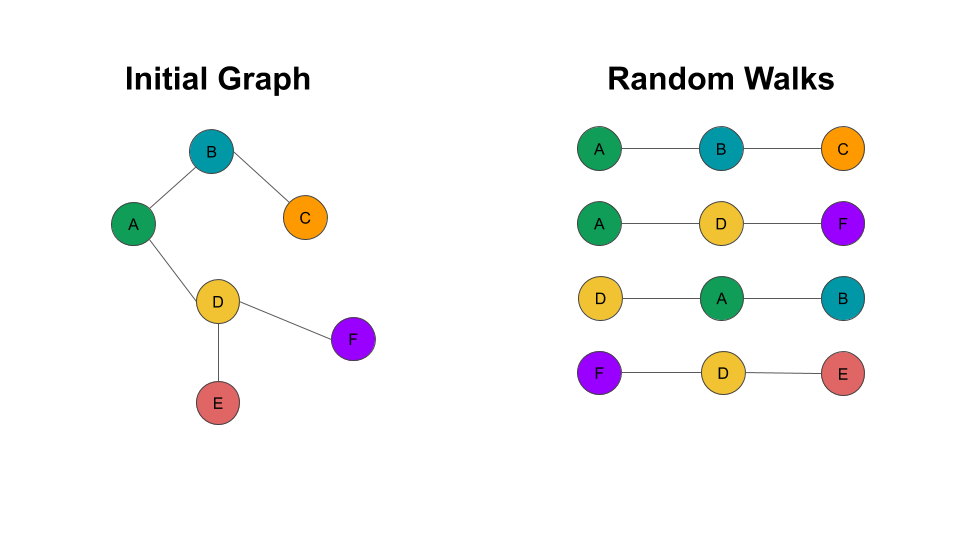 Initial Graph
B
A
C
D
F
E
Random Walks
A B C
A D F
D A B
F D E